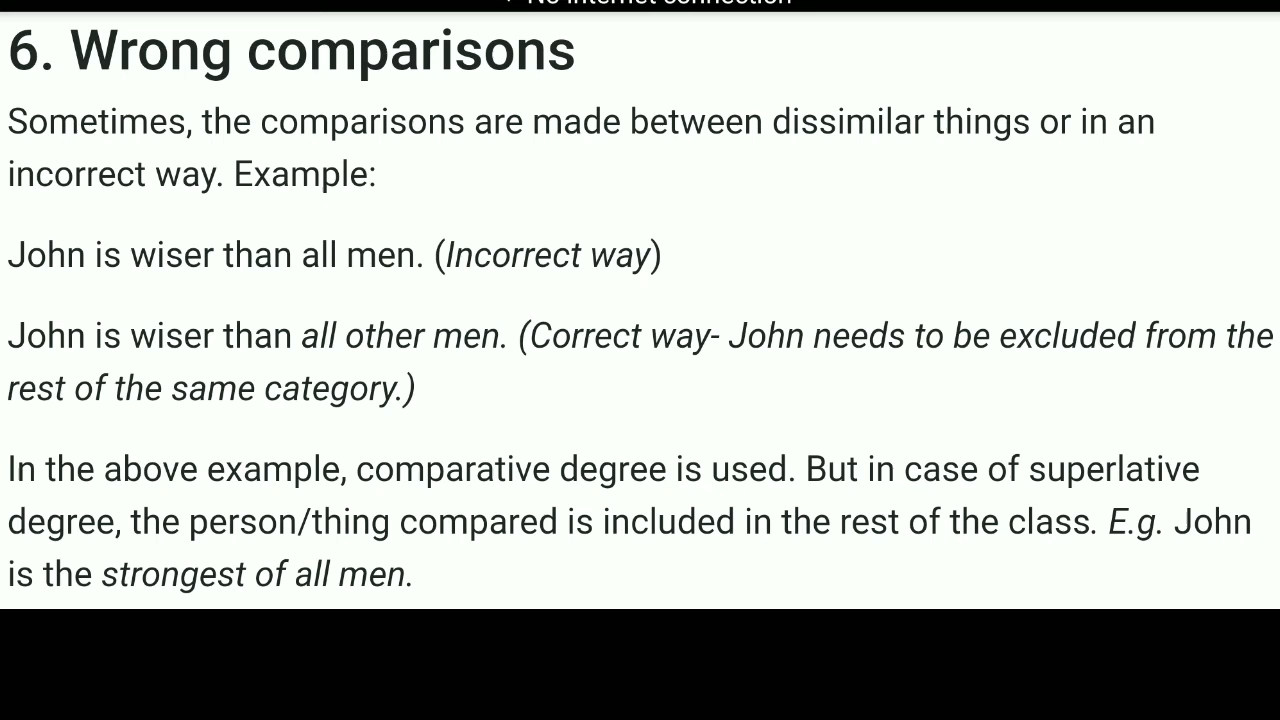 No internet connection
6. Wrong comparisons
Sometimes, the comparisons are made between dissimilar things or in an
incorrect way. Example:
John is wiser than all men. (Incorrect way)
John is wiser than all other men. (Correct way- John needs to be excluded from the
rest of the same category.)
In the above example, comparative degree is used. But in case of superlative
degree, the person/thing compared is included in the rest of the class. E.g. John
is the strongest of all men.